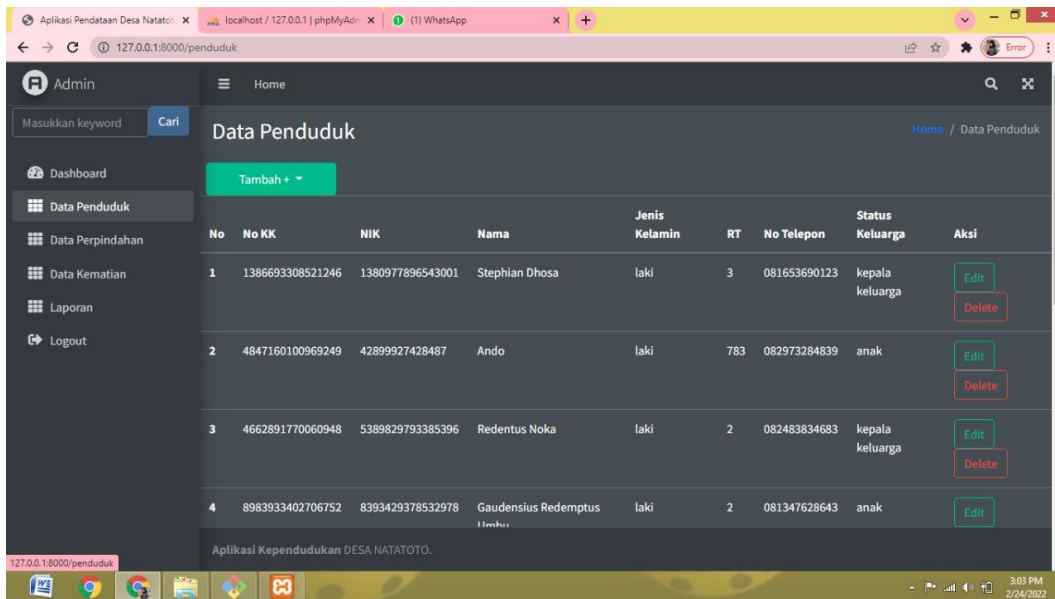 Aplikasi Pendataan Desa Natatot
localhost / 127.0.0.1 | phpMyAdm
(1) WhatsApp
127.0.0.1:8000/penduduk
Error
Admin
Home
Masukkan keyword
Cari
Data Penduduk
Home / Data Penduduk
Dashboard
Data Penduduk
Data Perpindahan
Data Kematian
Laporan
Logout
Tambah +
No No KK NIK Nama Jenis Kelamin RT No Telepon Status Keluarga Aksi
1 1386693308521246 1380977896543001 Stephian Dhosa laki 3 081653690123 kepala keluarga Edit
Delete
2 4847160100969249 42899927428487 Ando laki 783 082973284839 anak Edit
Delete
3 4662891770060948 5389829793385396 Redentus Noka laki 2 082483834683 kepala keluarga Edit
Delete
4 8983933402706752 8393429378532978 Gaudensius Redemptus Umbu laki 2 081347628643 anak Edit
Aplikasi Kependudukan DESA NATATOTO.
127.0.0.1:8000/penduduk
3:03 PM
2/24/2022